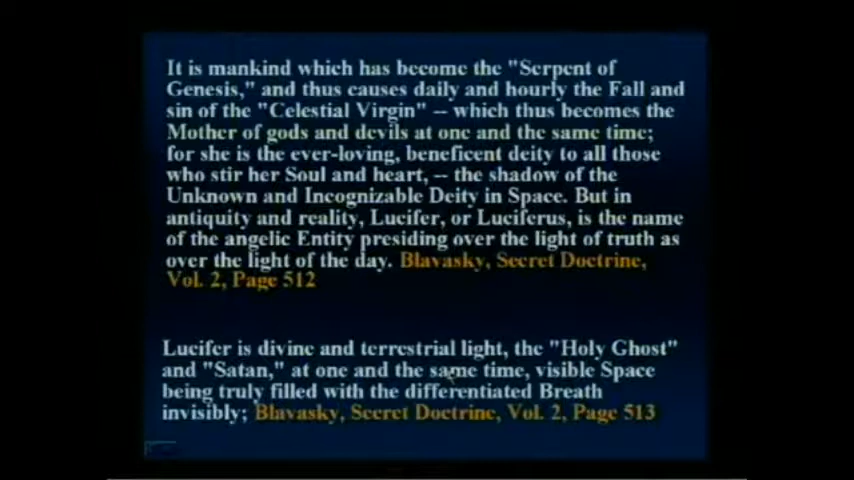 It is mankind which has become the "Serpent of
Genesis," and thus causes daily and hourly the Fall and
sin of the "Celestial Virgin" -- which thus becomes the
Mother of gods and devils at one and the same time;
for she is the ever-loving, beneficent deity to all those
who stir her Soul and heart, -- the shadow of the
Unknown and Incognizable Deity in Space. But in
antiquity and reality, Lucifer, or Luciferus, is the name
of the angelic Entity presiding over the light of truth as
over the light of the day. Blavasky, Secret Doctrine,
Vol. 2, Page 512
Lucifer is divine and terrestrial light, the "Holy Ghost"
and "Satan," at one and the same time, visible Space
being truly filled with the differentiated Breath
invisibly; Blavasky, Secret Doctrine, Vol. 2, Page 513